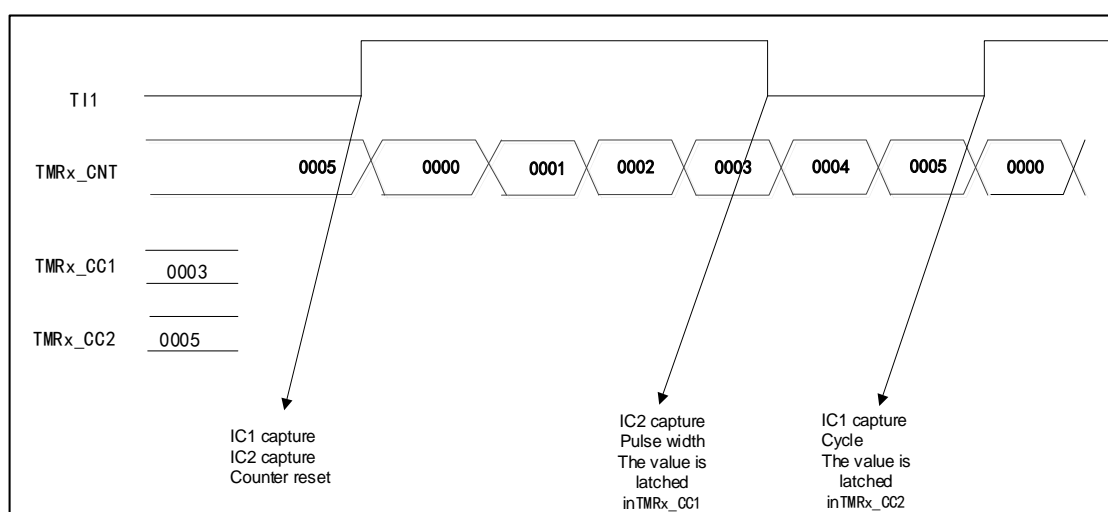 TI1
TMRx_CNT
0005 0000 0001 0002 0003 0004 0005 0000
TMRx_CC1
0003
TMRx_CC2
0005
IC1 capture
IC2 capture
Counter reset
IC2 capture
Pulse width
The value is
latched
inTMRx_CC1
IC1 capture
Cycle
The value is
latched
inTMRx_CC2